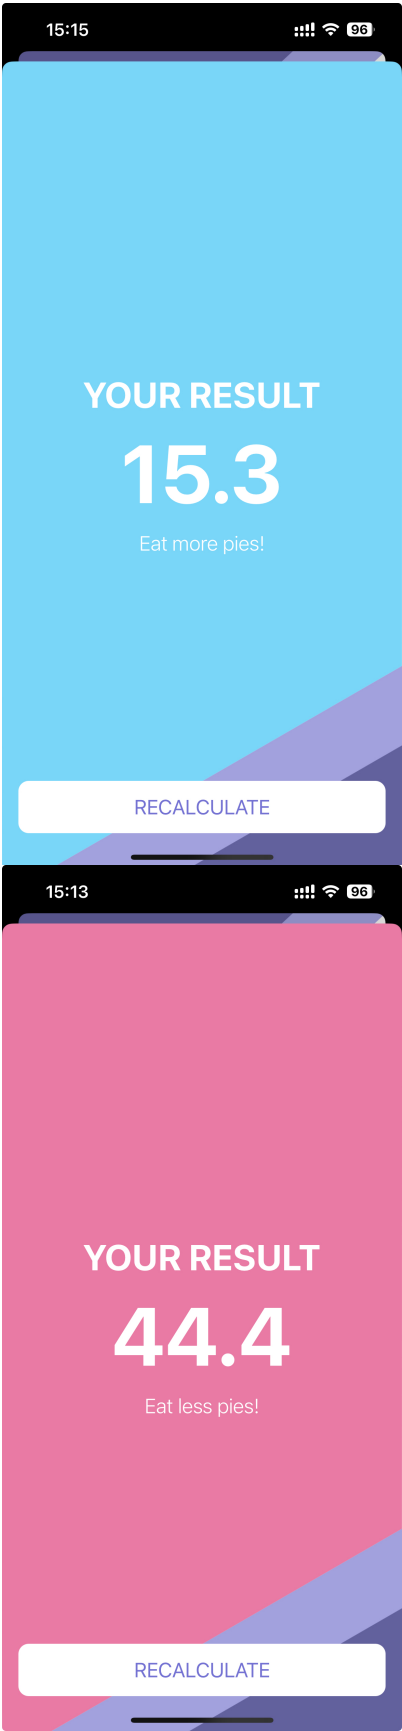 15:15
96
YOUR RESULT
15.3
Eat more pies!
RECALCULATE
15:13
96
YOUR RESULT
44.4
Eat less pies!
RECALCULATE